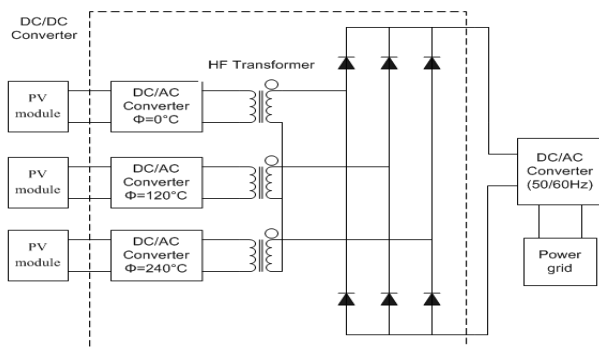 DC/DC
Converter
HF Transformer
PV
module
DC/AC
Converter
Φ=0°C
PV
module
DC/AC
Converter
Φ=120°C
PV
module
DC/AC
Converter
Φ=240°C
DC/AC
Converter
(50/60Hz)
Power
grid